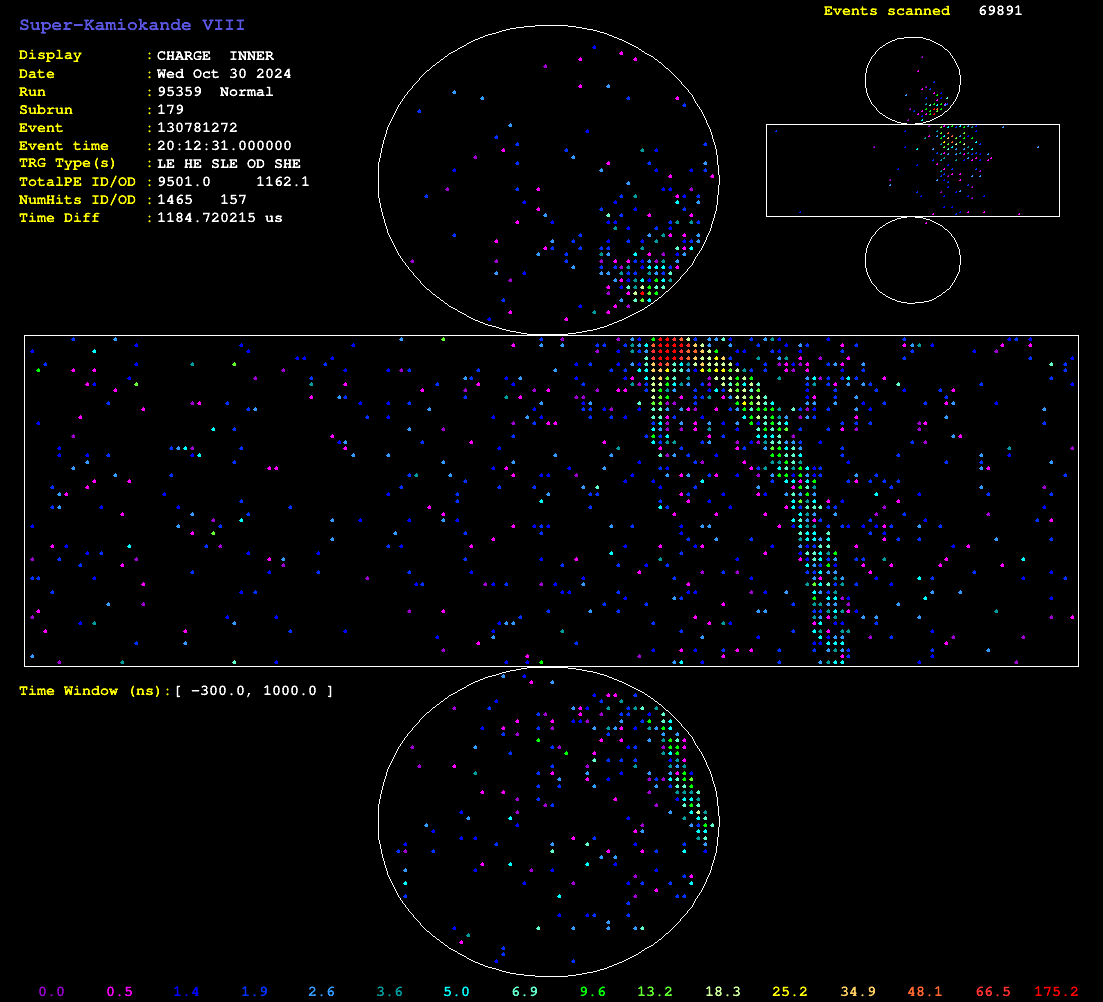 Super-Kamiokande VIII
Events scanned 69891
Display : CHARGE INNER
Date : Wed Oct 30 2024
Run : 95359 Normal
Subrun : 179
Event : 130781272
Event time : 20:12:31.000000
TRG Type(s) : LE HE SLE OD SHE
TotalPE ID/OD : 9501.0 1162.1
NumHits ID/OD : 1465 157
Time Diff : 1184.720215 us
Time Window (ns):[ -300.0, 1000.0 ]
0.0 0.5 1.4 1.9 2.6 3.6 5.0 6.9 9.6 13.2 18.3 25.2 34.9 48.1 66.5 175.2